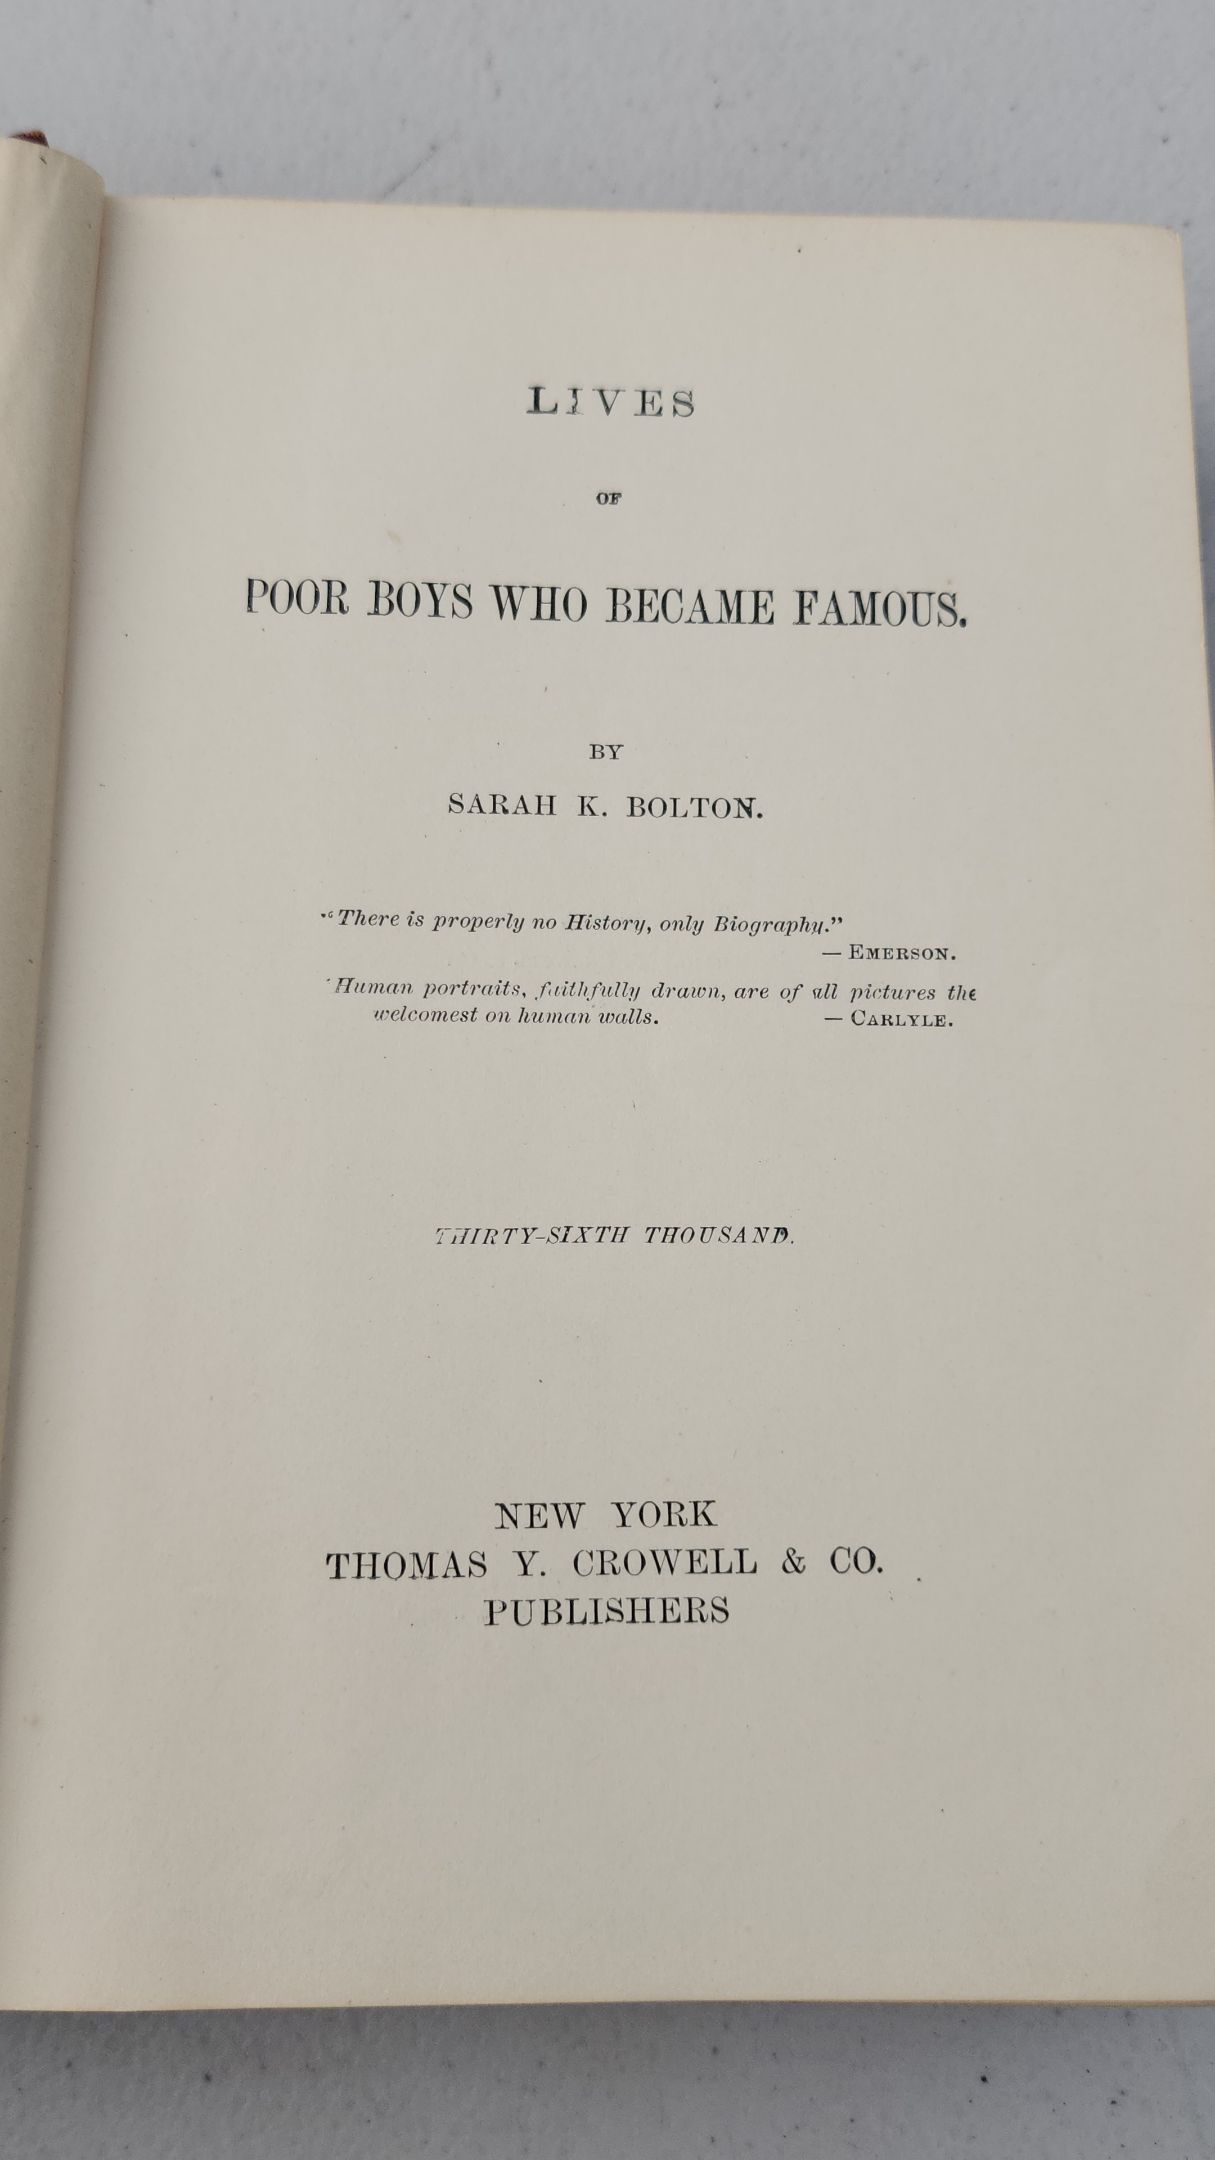 LIVES
OF
POOR BOYS WHO BECAME FAMOUS.
BY
SARAH K. BOLTON.
"There is properly no History, only Biography."
— EMERSON.
'Human portraits, faithfully drawn, are of all pictures the
welcomest on human walls.   — CARLYLE.
THIRTY-SIXTH THOUSAND.
NEW YORK
THOMAS Y. CROWELL & CO.
PUBLISHERS